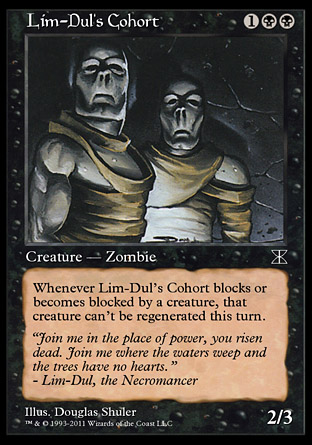 Lim-Dul's Cohort 1
Creature — Zombie
Whenever Lim-Dul's Cohort blocks or
becomes blocked by a creature, that
creature can't be regenerated this turn.
“Join me in the place of power, you risen
dead. Join me where the waters weep and
the trees have no hearts.”
- Lim-Dul, the Necromancer
Illus. Douglas Shuler
™ & © 1993-2011 Wizards of the Coast LLC
2/3